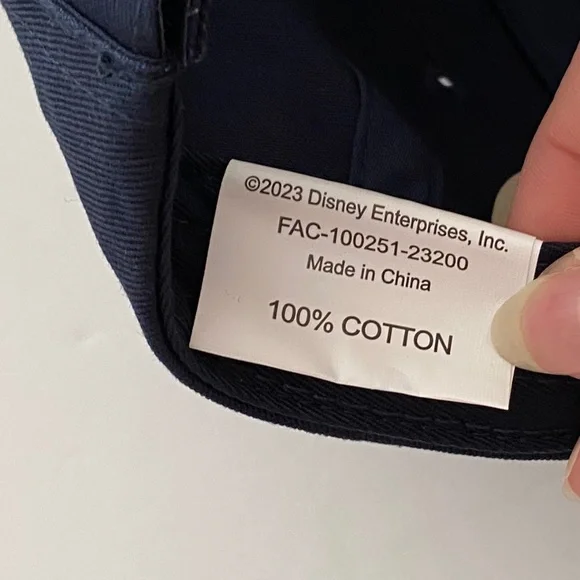 ©2023 Disney Enterprises, Inc.
FAC-100251-23200
Made in China
100% COTTON